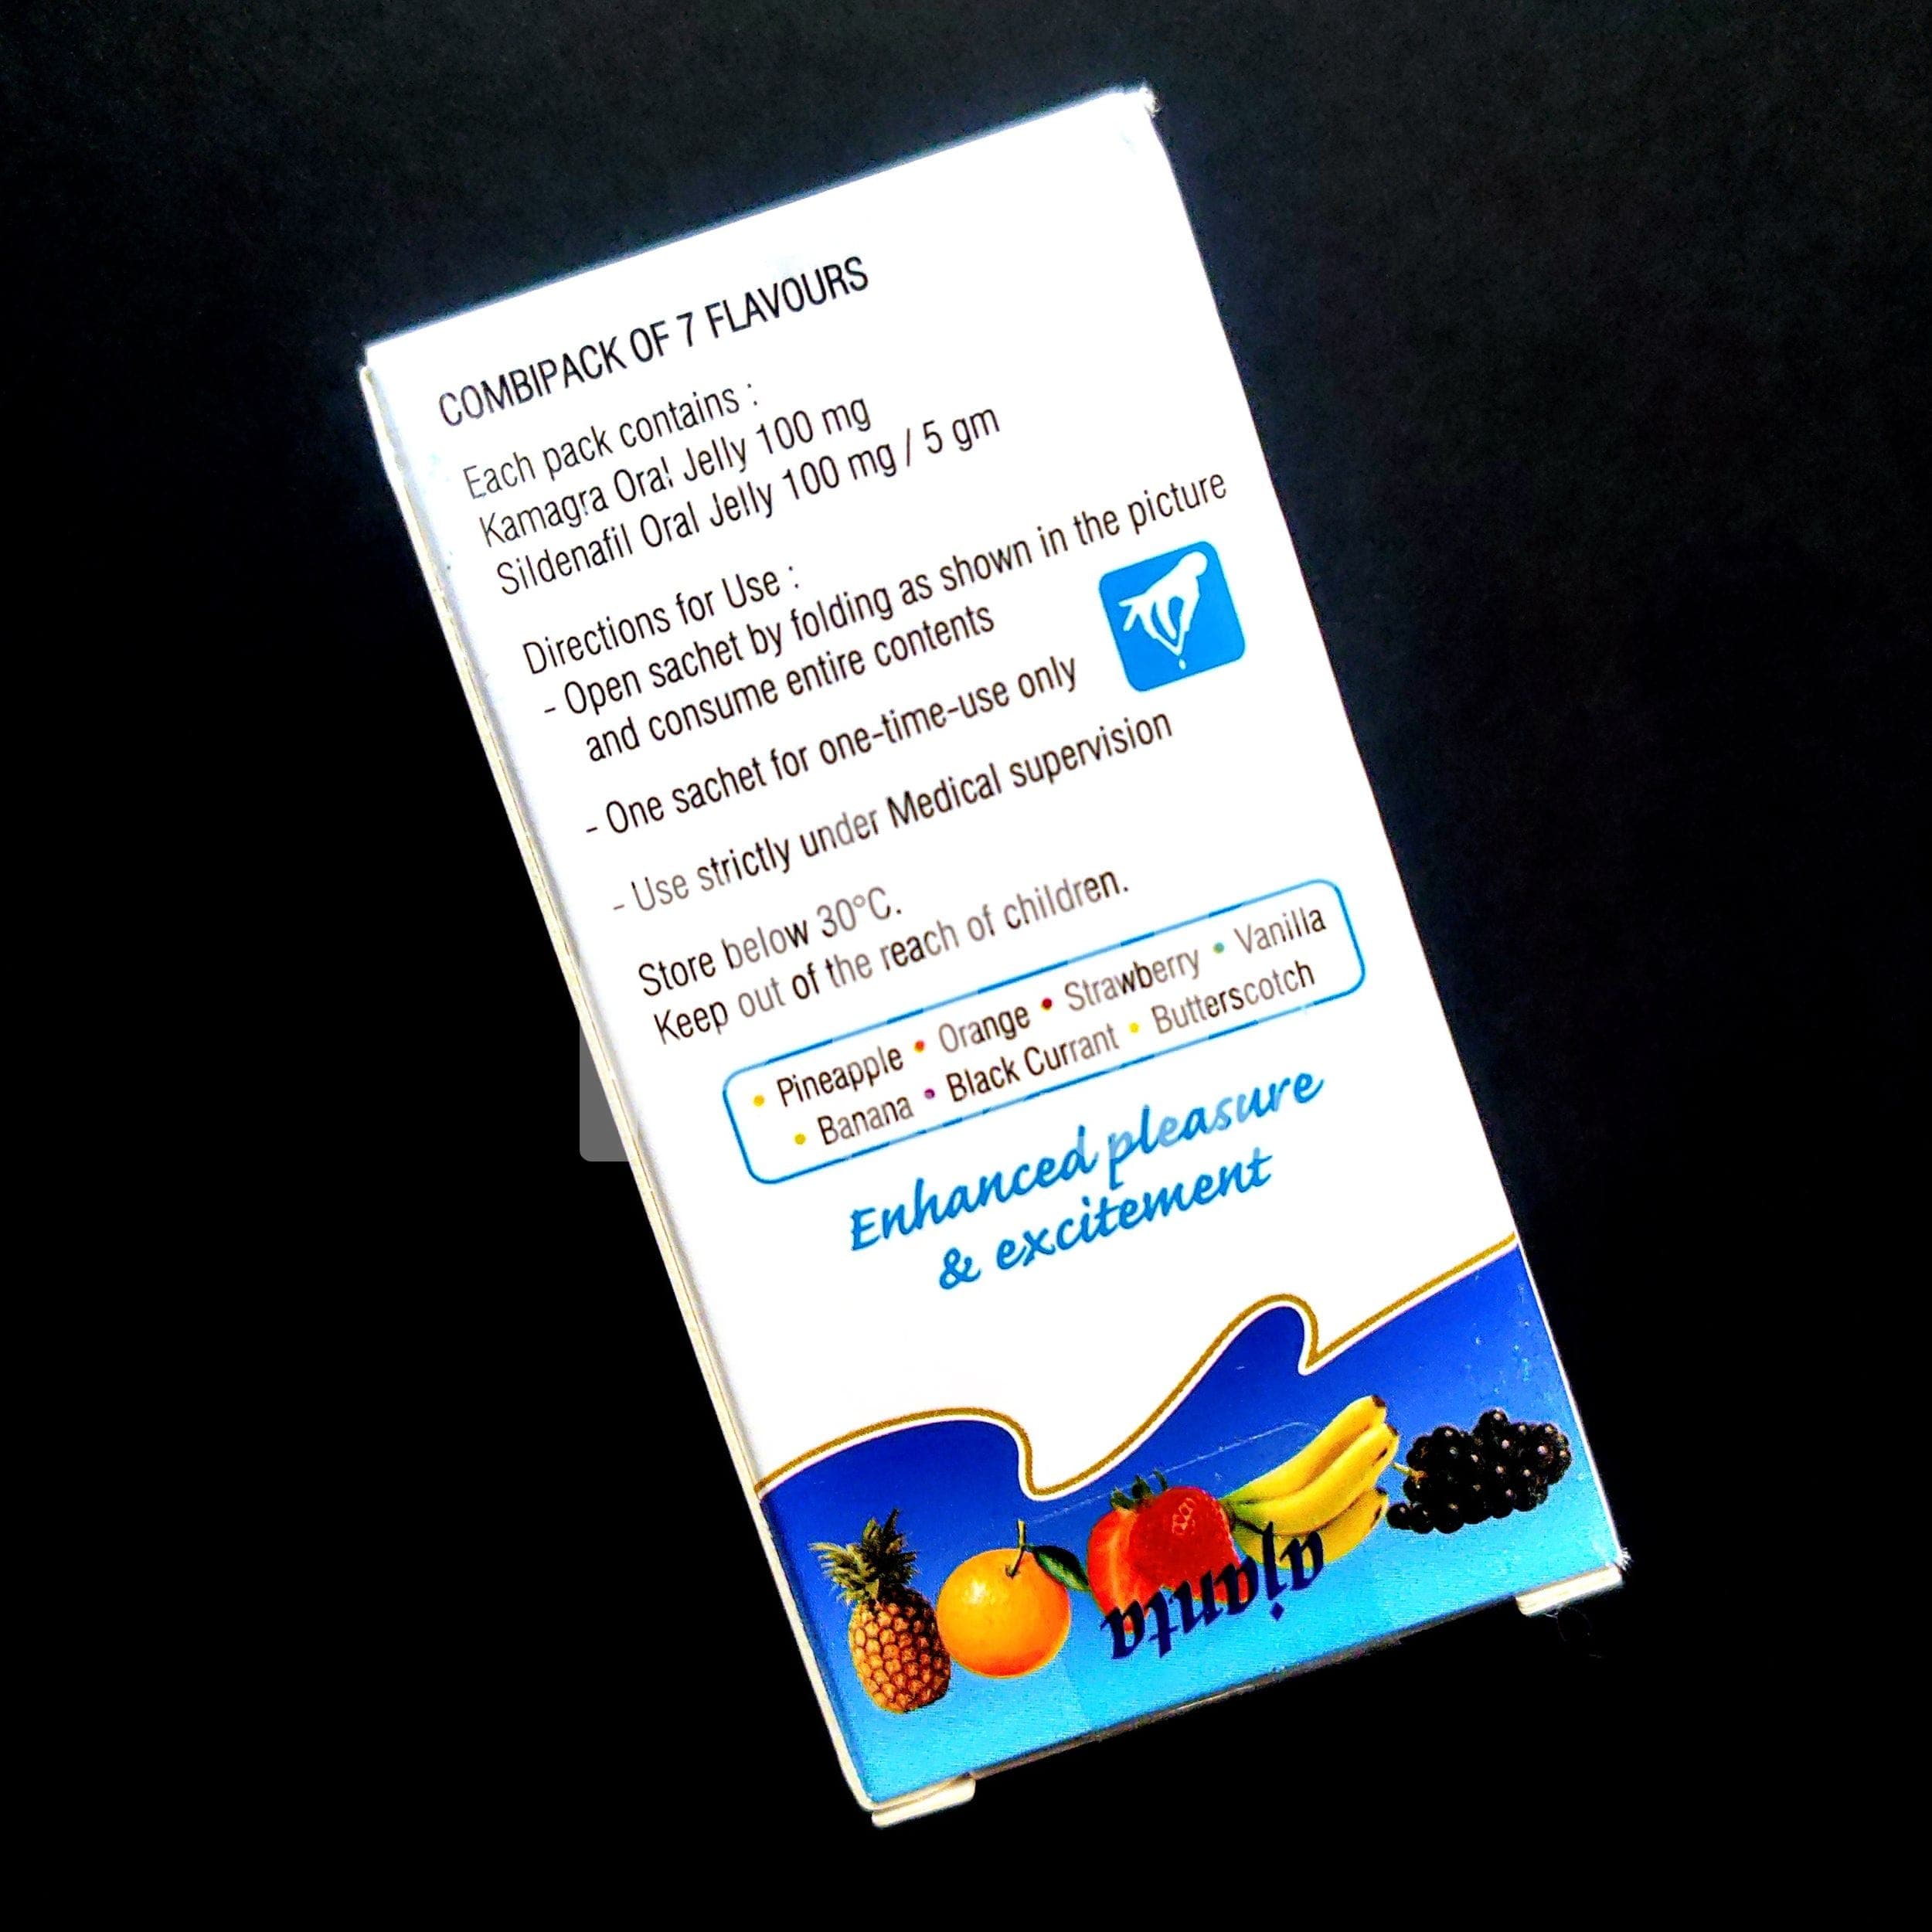 COMBIPACK OF 7 FLAVOURS
Each pack contains :
Kamagra Oral Jelly 100 mg
Sildenafil Oral Jelly 100 mg / 5 gm
Directions for Use :
- Open sachet by folding as shown in the picture
and consume entire contents
- One sachet for one-time-use only
- Use strictly under Medical supervision
Store below 30°C.
Keep out of the reach of children.
• Pineapple • Orange • Strawberry • Vanilla
• Banana • Black Currant • Butterscotch
Enhanced pleasure
& excitement
ajanta